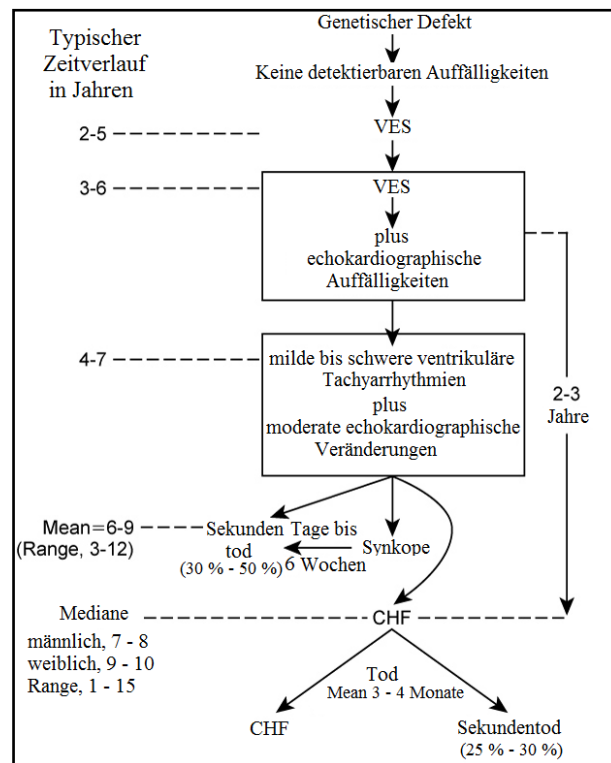 Typischer
Zeitverlauf
in Jahren
Genetischer Defekt
Keine detektierbaren Auffälligkeiten
2-5
VES
3-6
VES
plus
echokardiographische
Auffälligkeiten
4-7
milde bis schwere ventrikuläre
Tachyarrhythmien
plus
moderate echokardiographische
Veränderungen
2-3
Jahre
Mean=6-9
(Range, 3-12)
Sekunden
tod
(30 % - 50 %)
Tage bis
6 Wochen
Synkope
Mediane
männlich, 7 - 8
weiblich, 9 - 10
Range, 1 - 15
CHF
Tod
Mean 3 - 4 Monate
CHF
Sekundentod
(25 % - 30 %)